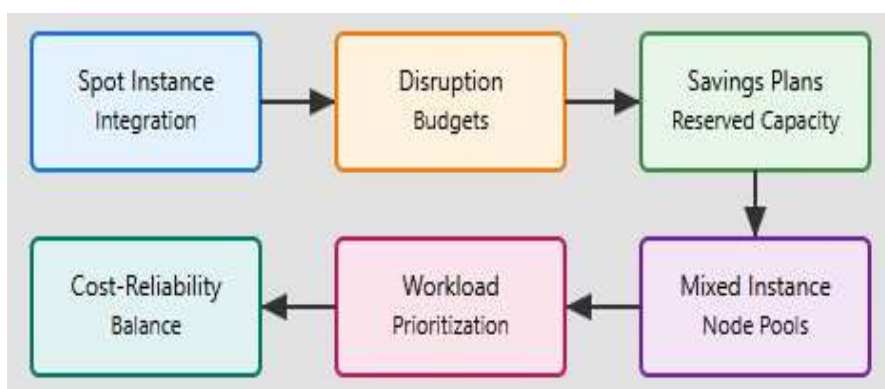 Spot Instance
Integration
Disruption
Budgets
Savings Plans
Reserved Capacity
Cost-Reliability
Balance
Workload
Prioritization
Mixed Instance
Node Pools